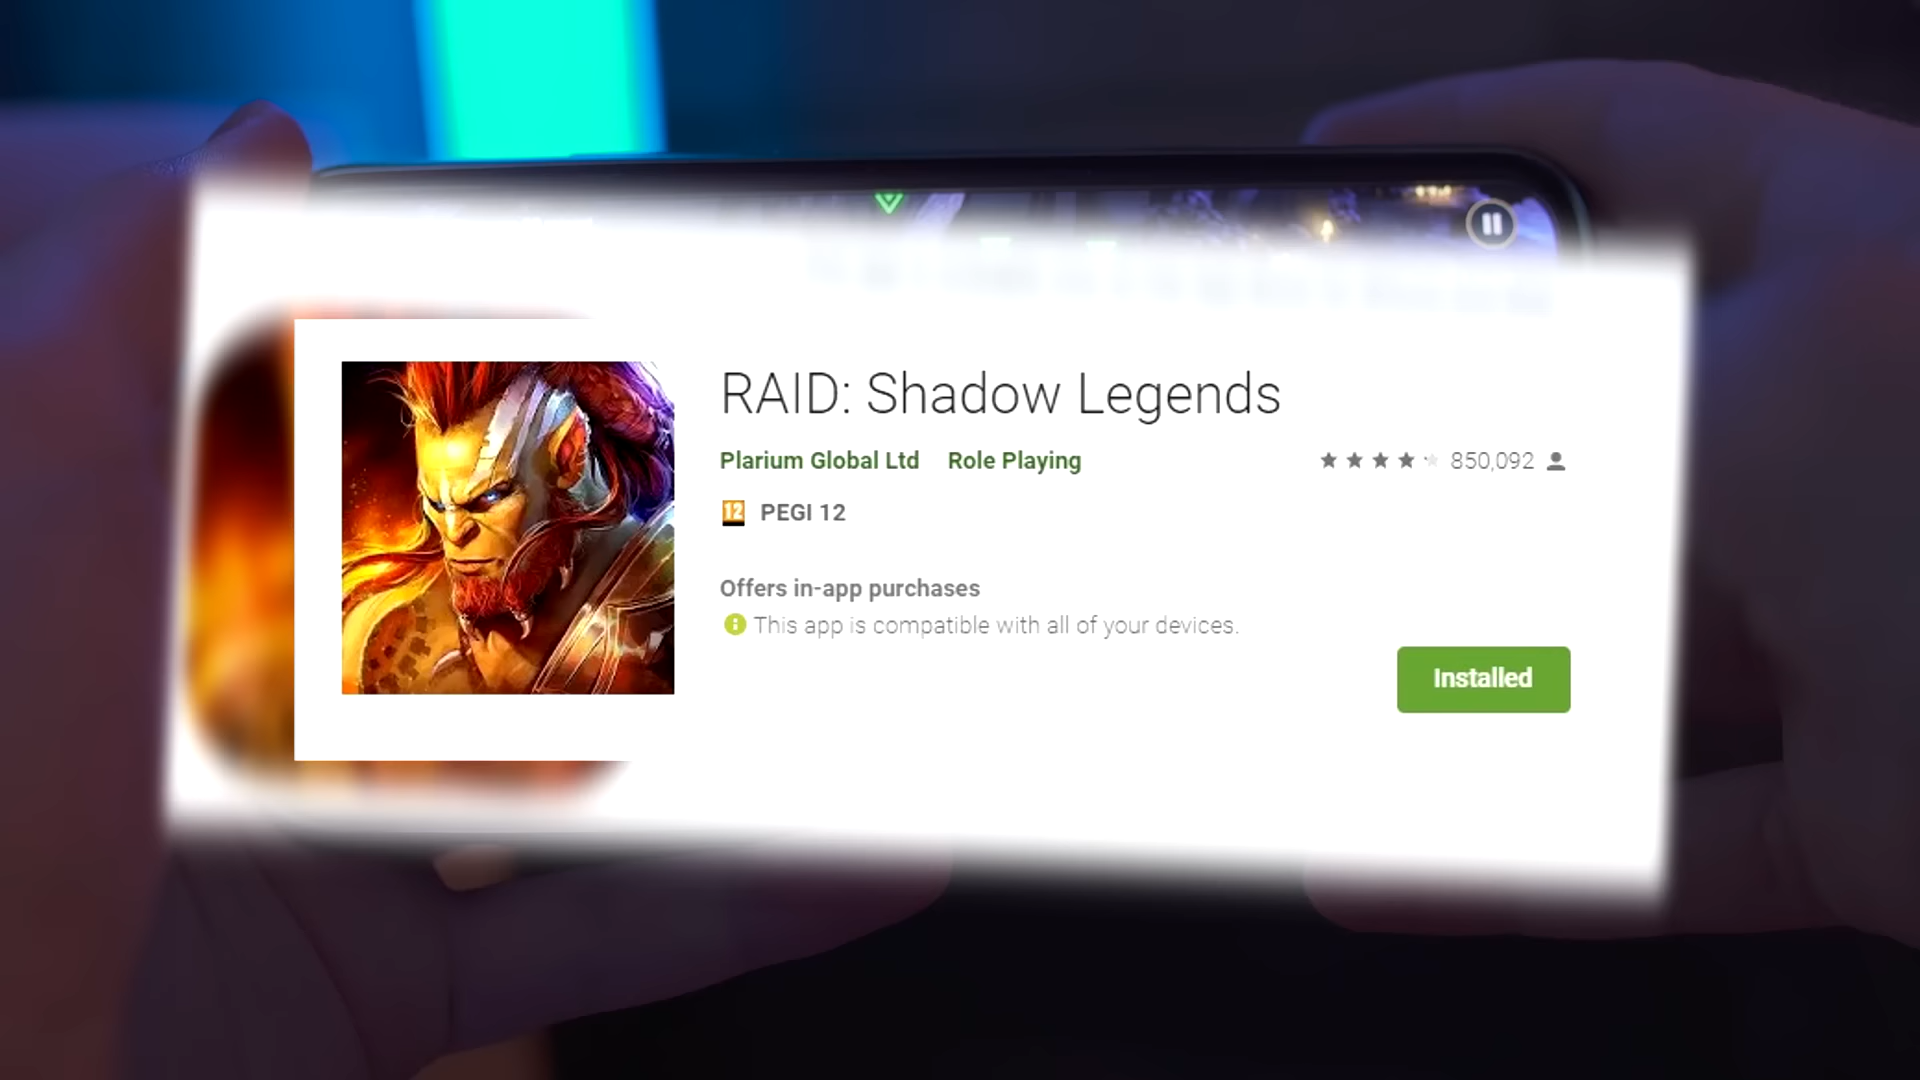 RAID: Shadow Legends
Plarium Global Ltd Role Playing
850,092
12 PEGI 12
Offers in-app purchases
This app is compatible with all of your devices.
Installed